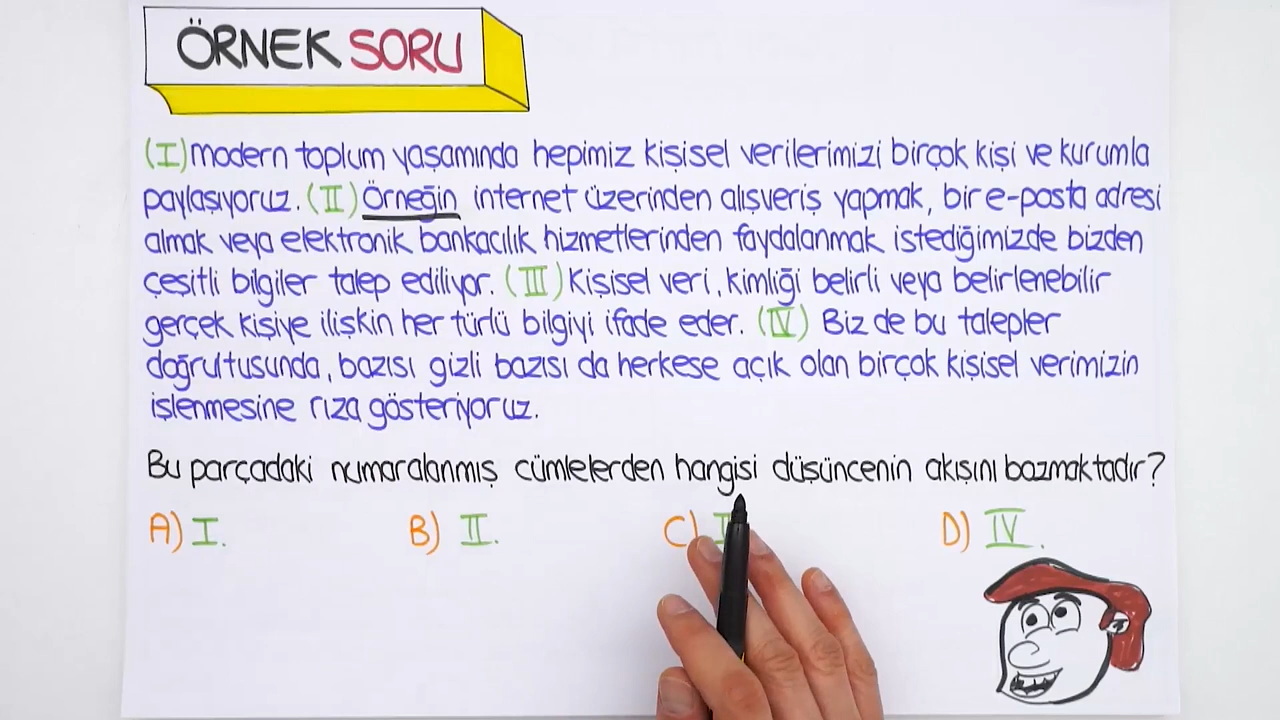 ÖRNEK SORU
(I) modern toplum yaşamında hepimiz kişisel verilerimizi birçok kişi ve kurumla
paylaşıyoruz. (II) Örneğin internet üzerinden alışveriş yapmak, bir e-posta adresi
almak veya elektronik bankacılık hizmetlerinden faydalanmak istediğimizde bizden
çeşitli bilgiler talep ediliyor. (III) Kişisel veri, kimliği belirli veya belirlenebilir
gerçek kişiye ilişkin her türlü bilgiyi ifade eder. (IV) Biz de bu talepler
doğrultusunda, bazısı gizli bazısı da herkese açık olan birçok kişisel verimizin
işlenmesine rıza gösteriyoruz.
Bu parçadaki numaralanmış cümlelerden hangisi düşüncenin akışını bozmaktadır?
A) I. B) II. C) D) IV.